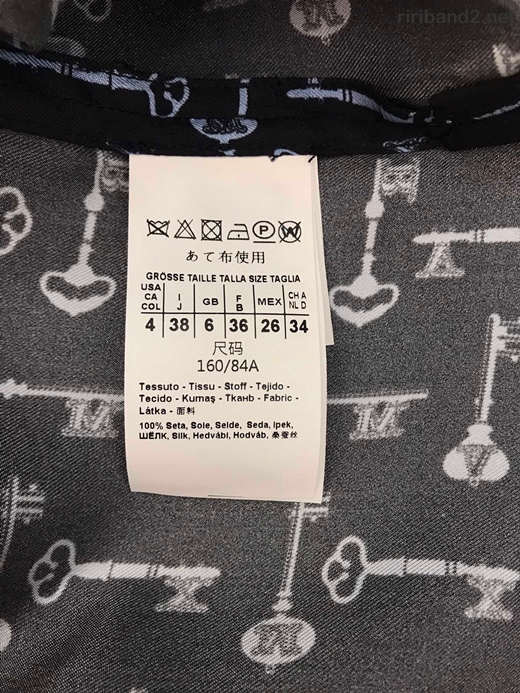 ririband2.ne
あて布使用
GRÖSSE TAILLE TALLA SIZE TAGLIA
USA CA COL I J GB F B MEX CH A NL D
4 38 6 36 26 34
尺码
160/84A
Tessuto - Tissu - Stoff - Tejido -
Tecido - Kumaş - Ткань - Fabric -
Látka - 面料
100% Seta, Soie, Seide, Seda, Ipek,
ШЁЛК, Silk, Hedvábí, Hodváb, 桑蚕丝